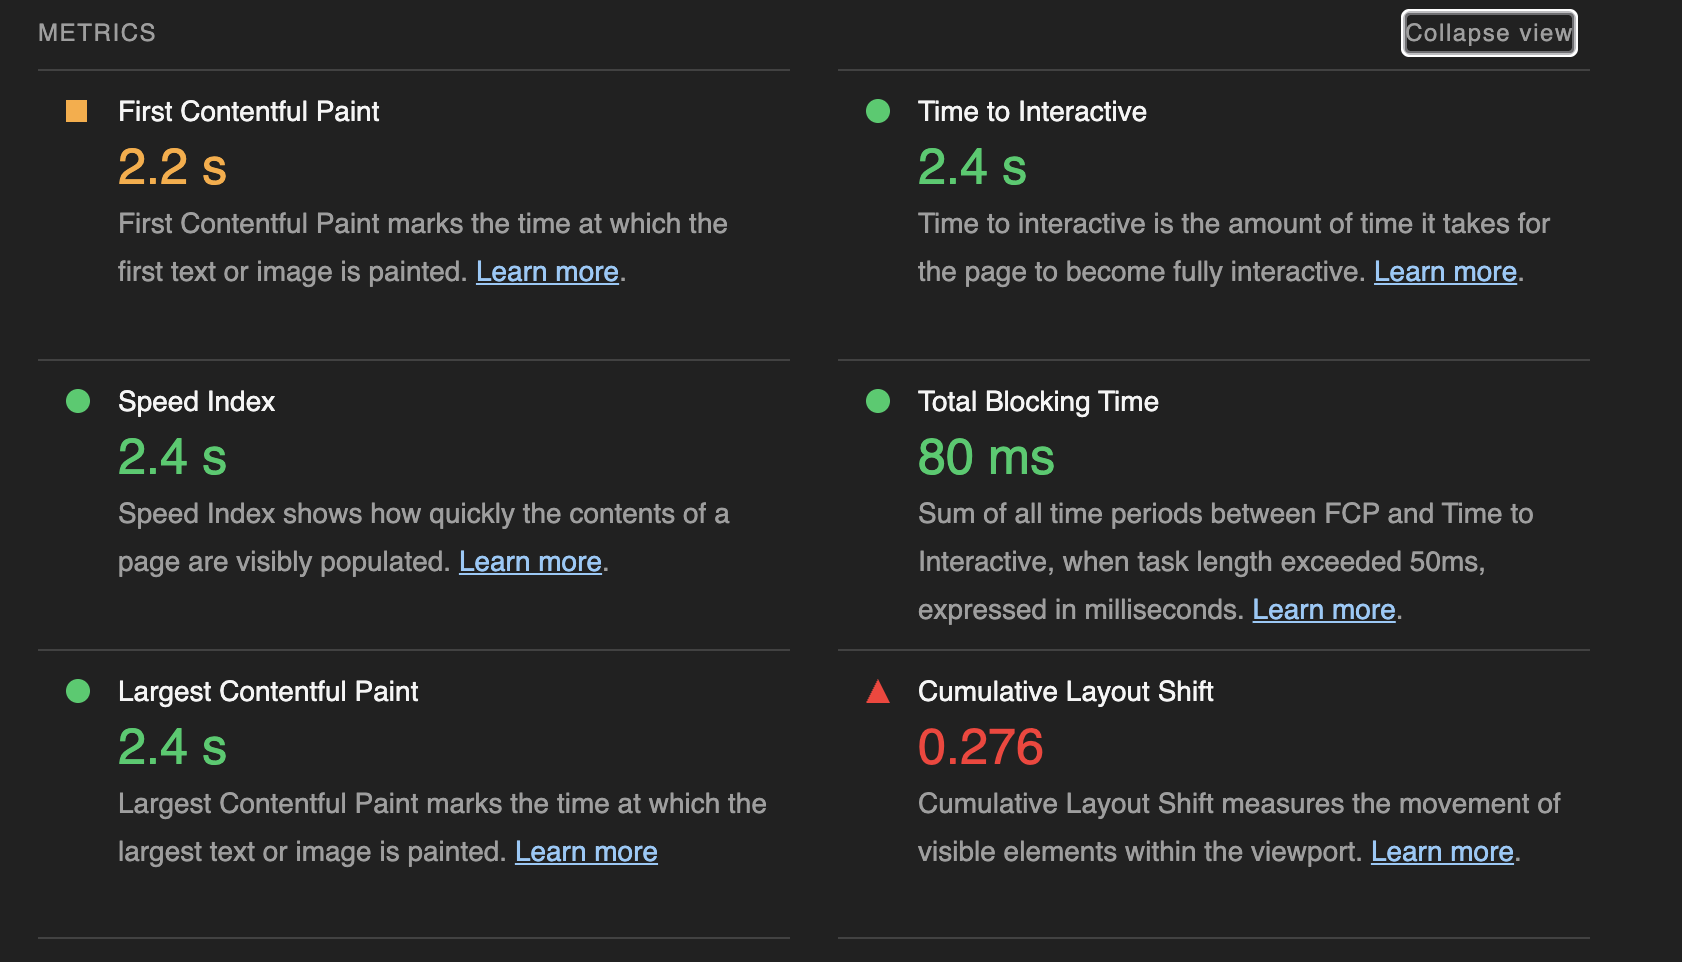 METRICS
Collapse view
First Contentful Paint
2.2 s
First Contentful Paint marks the time at which the
first text or image is painted. Learn more.
Time to Interactive
2.4 s
Time to interactive is the amount of time it takes for
the page to become fully interactive. Learn more.
Speed Index
2.4 s
Speed Index shows how quickly the contents of a
page are visibly populated. Learn more.
Total Blocking Time
80 ms
Sum of all time periods between FCP and Time to
Interactive, when task length exceeded 50ms,
expressed in milliseconds. Learn more.
Largest Contentful Paint
2.4 s
Largest Contentful Paint marks the time at which the
largest text or image is painted. Learn more
Cumulative Layout Shift
0.276
Cumulative Layout Shift measures the movement of
visible elements within the viewport. Learn more.